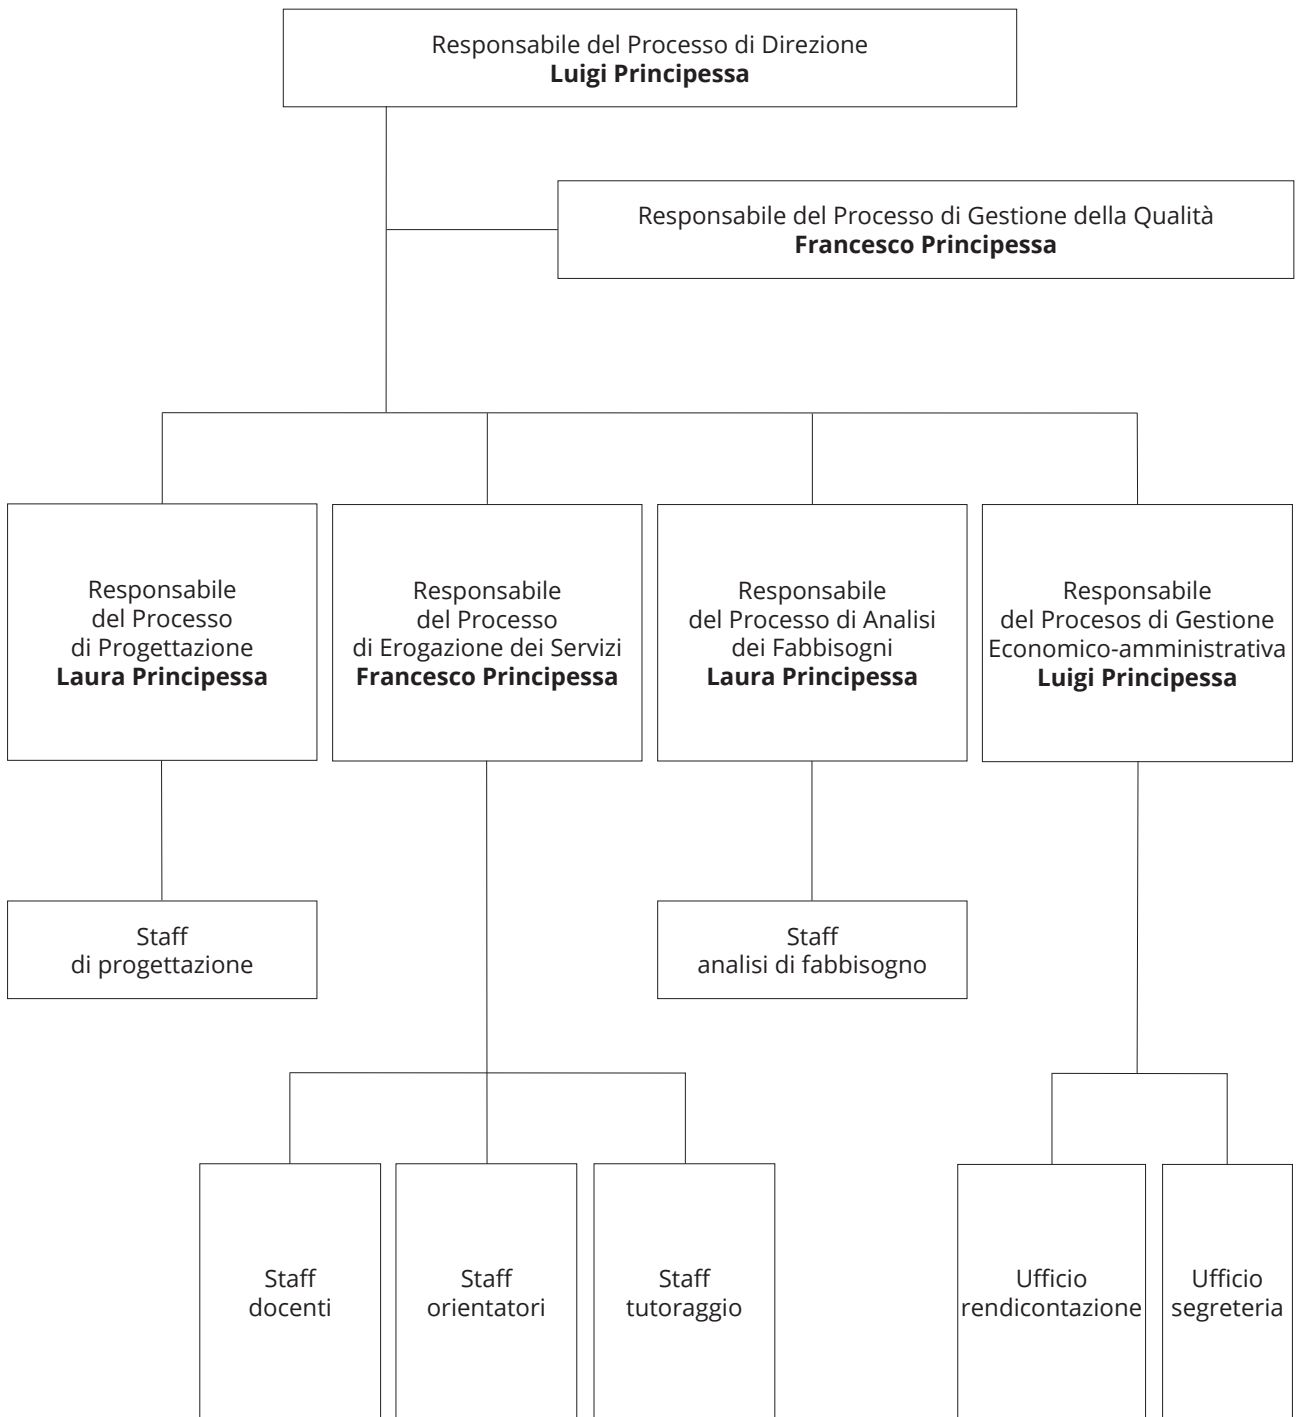 Responsabile del Processo di Direzione
Luigi Principessa
Responsabile del Processo di Gestione della Qualità
Francesco Principessa
Responsabile
del Processo
di Progettazione
Laura Principessa
Responsabile
del Processo
di Erogazione dei Servizi
Francesco Principessa
Responsabile
del Processo di Analisi
dei Fabbisogni
Laura Principessa
Responsabile
del Procesos di Gestione
Economico-amministrativa
Luigi Principessa
Staff
di progettazione
Staff
analisi di fabbisogno
Staff
docenti
Staff
orientatori
Staff
tutoraggio
Ufficio
rendicontazione
Ufficio
segreteria